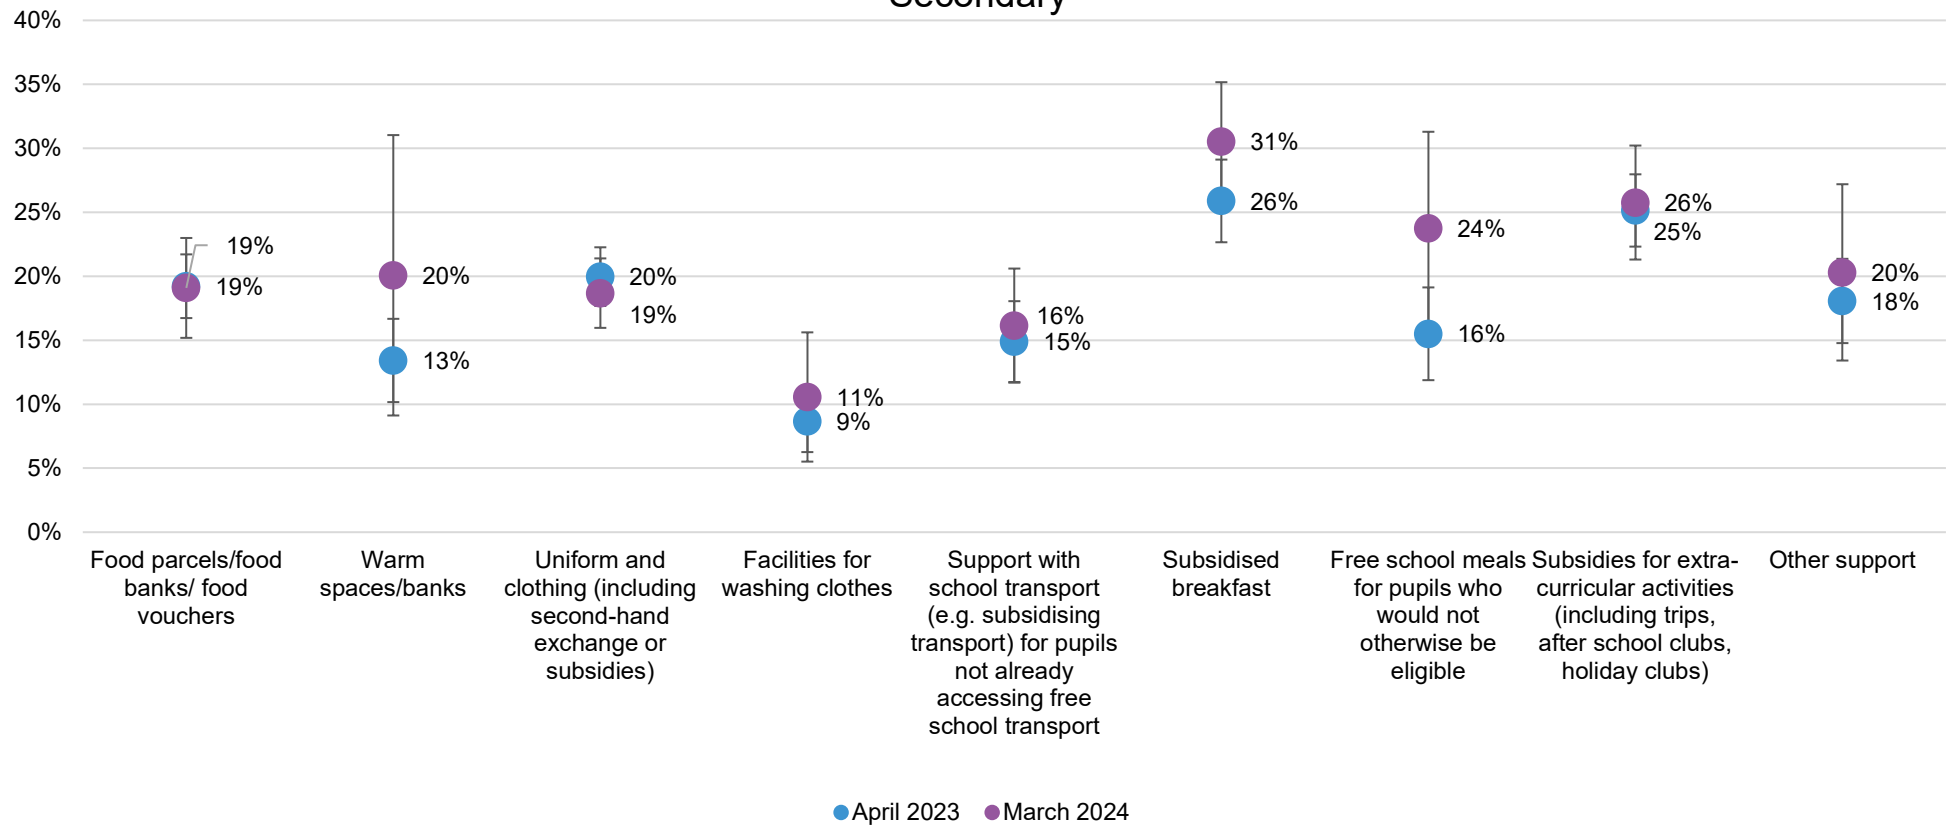 Secondary
40%
35%
30%
25%
20%
15%
10%
5%
0%
19%
19%
20%
13%
20%
19%
11%
9%
16%
15%
31%
26%
24%
16%
26%
25%
20%
18%
Food parcels/food
banks/ food
vouchers
Warm
spaces/banks
Uniform and
clothing (including
second-hand
exchange or
subsidies)
Facilities for
washing clothes
Support with
school transport
(e.g. subsidising
transport) for pupils
not already
accessing free
school transport
Subsidised
breakfast
Free school meals
for pupils who
would not
otherwise be
eligible
Subsidies for extra-
curricular activities
(including trips,
after school clubs,
holiday clubs)
Other support
April 2023
March 2024